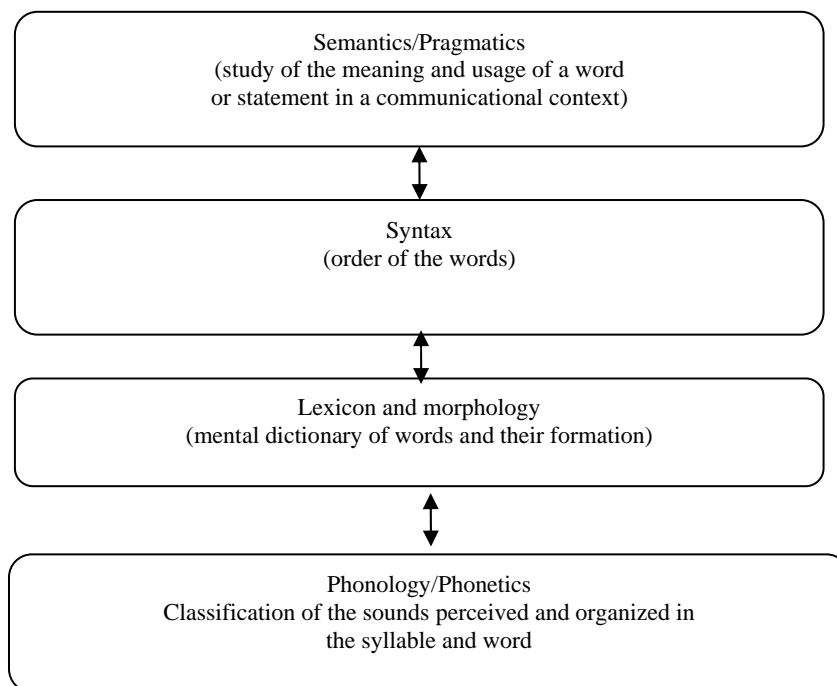 Semantics/Pragmatics
(study of the meaning and usage of a word
or statement in a communicational context)
Syntax
(order of the words)
Lexicon and morphology
(mental dictionary of words and their formation)
Phonology/Phonetics
Classification of the sounds perceived and organized in
the syllable and word